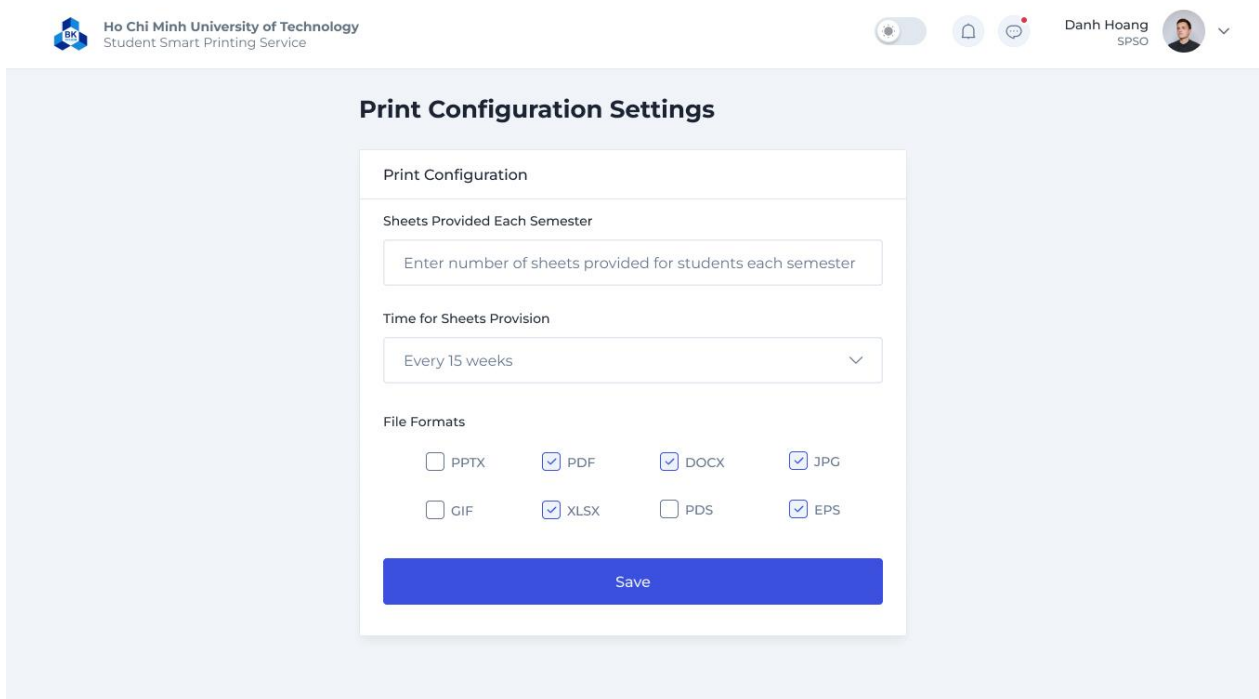 BK
Ho Chi Minh University of Technology
Student Smart Printing Service
Danh Hoang
SPSO
Print Configuration Settings
Print Configuration
Sheets Provided Each Semester
Enter number of sheets provided for students each semester
Time for Sheets Provision
Every 15 weeks
File Formats
PPTX PDF DOCX JPG
GIF XLSX PDS EPS
Save